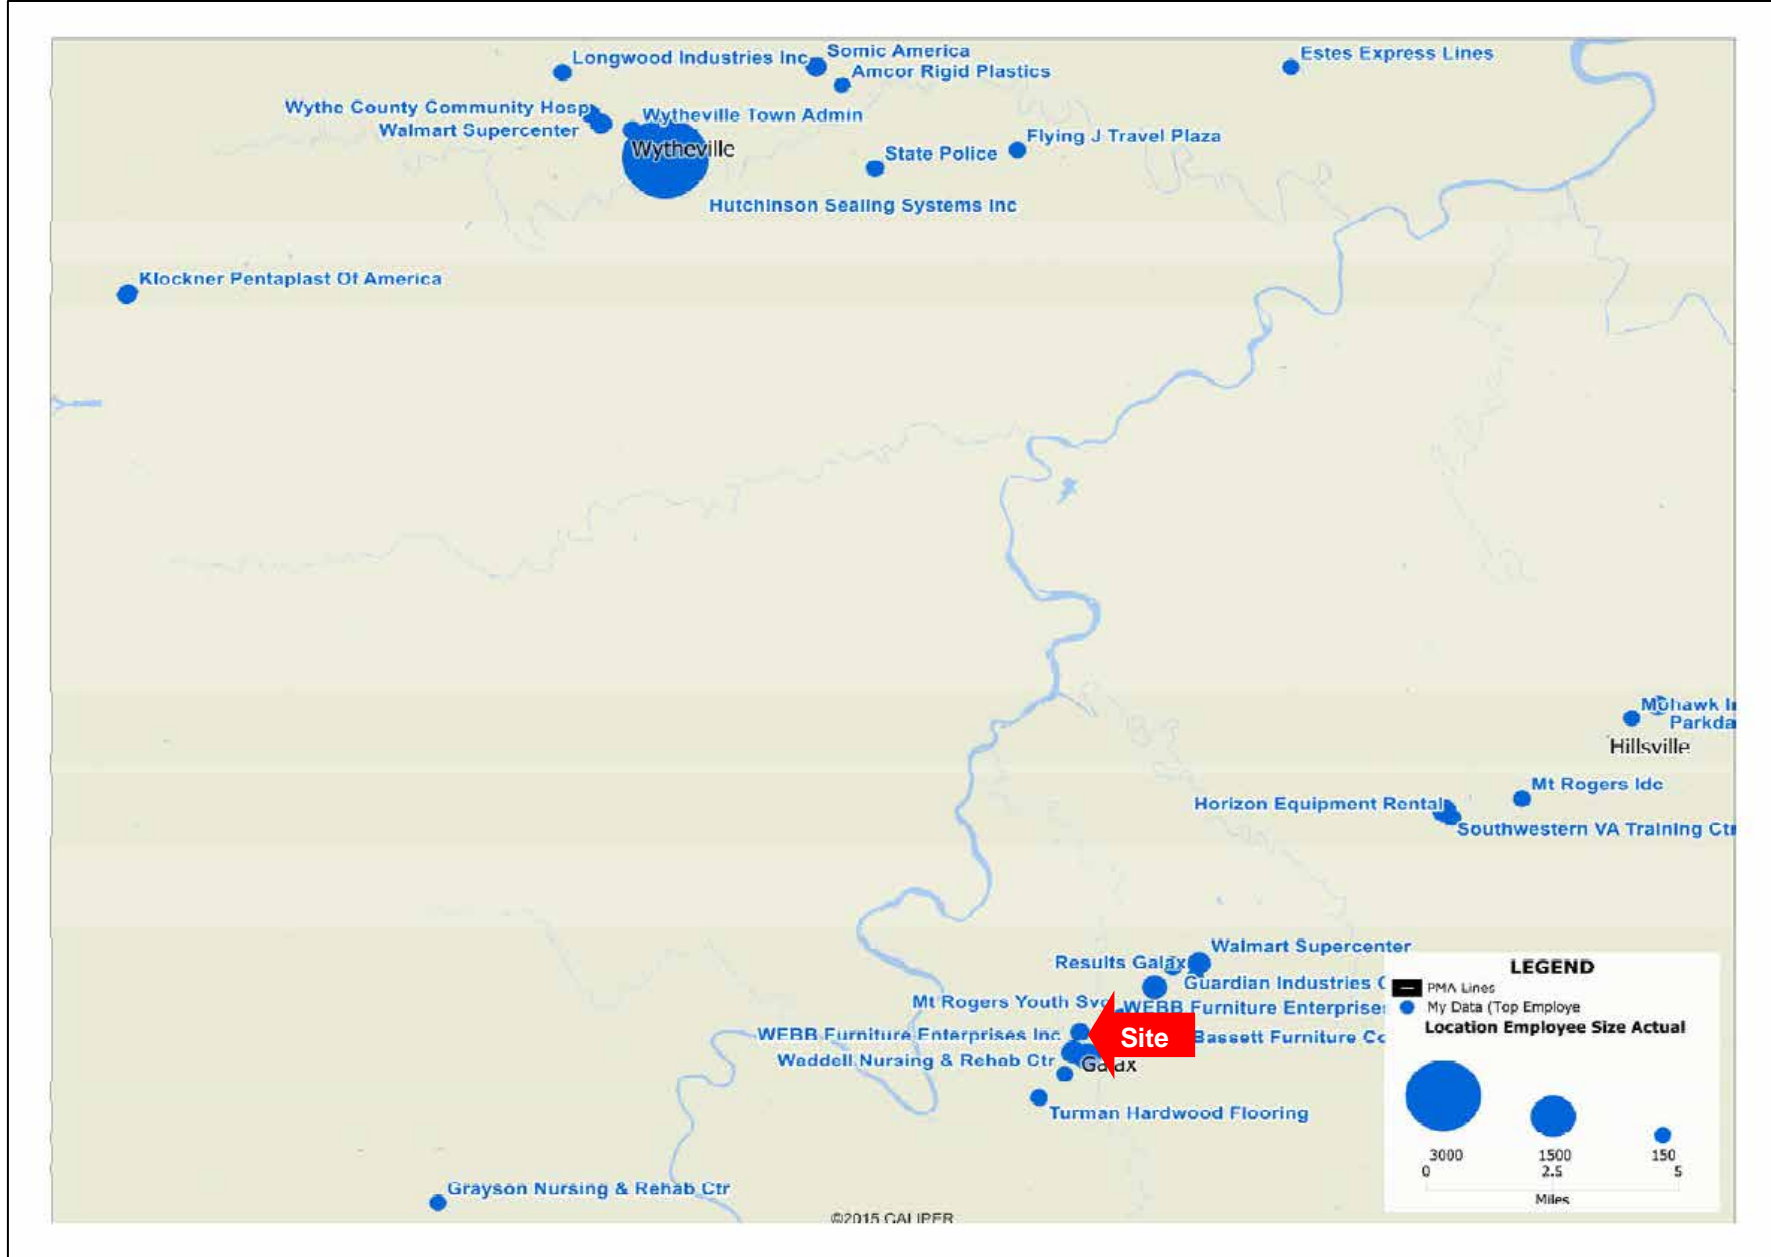 Longwood Industries Inc
Somic America
Amcor Rigid Plastics
Estes Express Lines
Wythe County Community Hosp
Wytheville Town Admin
Walmart Supercenter
Wytheville
State Police
Flying J Travel Plaza
Hutchinson Sealing Systems Inc
Klockner Pentaplast Of America
Mohawk I
Parkda
Hillsville
Mt Rogers Idc
Horizon Equipment Rental
Southwestern VA Training Ctr
Walmart Supercenter
Results Galax
Guardian Industries C
Mt Rogers Youth Svc
WEBB Furniture Enterprises
WEBB Furniture Enterprises Inc
Site
Bassett Furniture Co
Waddell Nursing & Rehab Ctr
Galax
Turman Hardwood Flooring
Grayson Nursing & Rehab Ctr
©2015 CALIPER
LEGEND
PMA Lines
My Data (Top Employe
Location Employee Size Actual
3000 1500 150
0 2.5 5
Miles